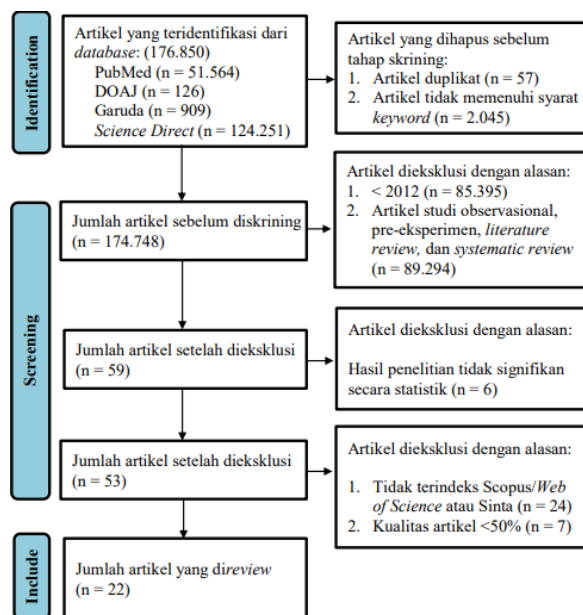 Identification
Artikel yang teridentifikasi dari
database: (176.850)
PubMed (n = 51.564)
DOAJ (n = 126)
Garuda (n = 909)
Science Direct (n = 124.251)
Artikel yang dihapus sebelum
tahap skrining:
1. Artikel duplikat (n = 57)
2. Artikel tidak memenuhi syarat
keyword (n = 2.045)
Screening
Jumlah artikel sebelum diskrining
(n = 174.748)
Artikel dieksklusi dengan alasan:
1. < 2012 (n = 85.395)
2. Artikel studi observasional,
pre-eksperimen, literature
review, dan systematic review
(n = 89.294)
Jumlah artikel setelah dieksklusi
(n = 59)
Artikel dieksklusi dengan alasan:
Hasil penelitian tidak signifikan
secara statistik (n = 6)
Jumlah artikel setelah dieksklusi
(n = 53)
Artikel dieksklusi dengan alasan:
1. Tidak terindeks Scopus/Web
of Science atau Sinta (n = 24)
2. Kualitas artikel <50% (n = 7)
Include
Jumlah artikel yang direview
(n = 22)